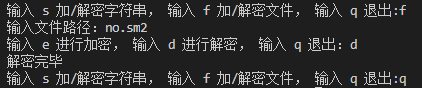 输入 s 加/解密字符串, 输入 f 加/解密文件, 输入 q 退出:f
输入文件路径: no.sm2
输入 e 进行加密, 输入 d 进行解密, 输入 q 退出: d
解密完毕
输入 s 加/解密字符串, 输入 f 加/解密文件, 输入 q 退出:q